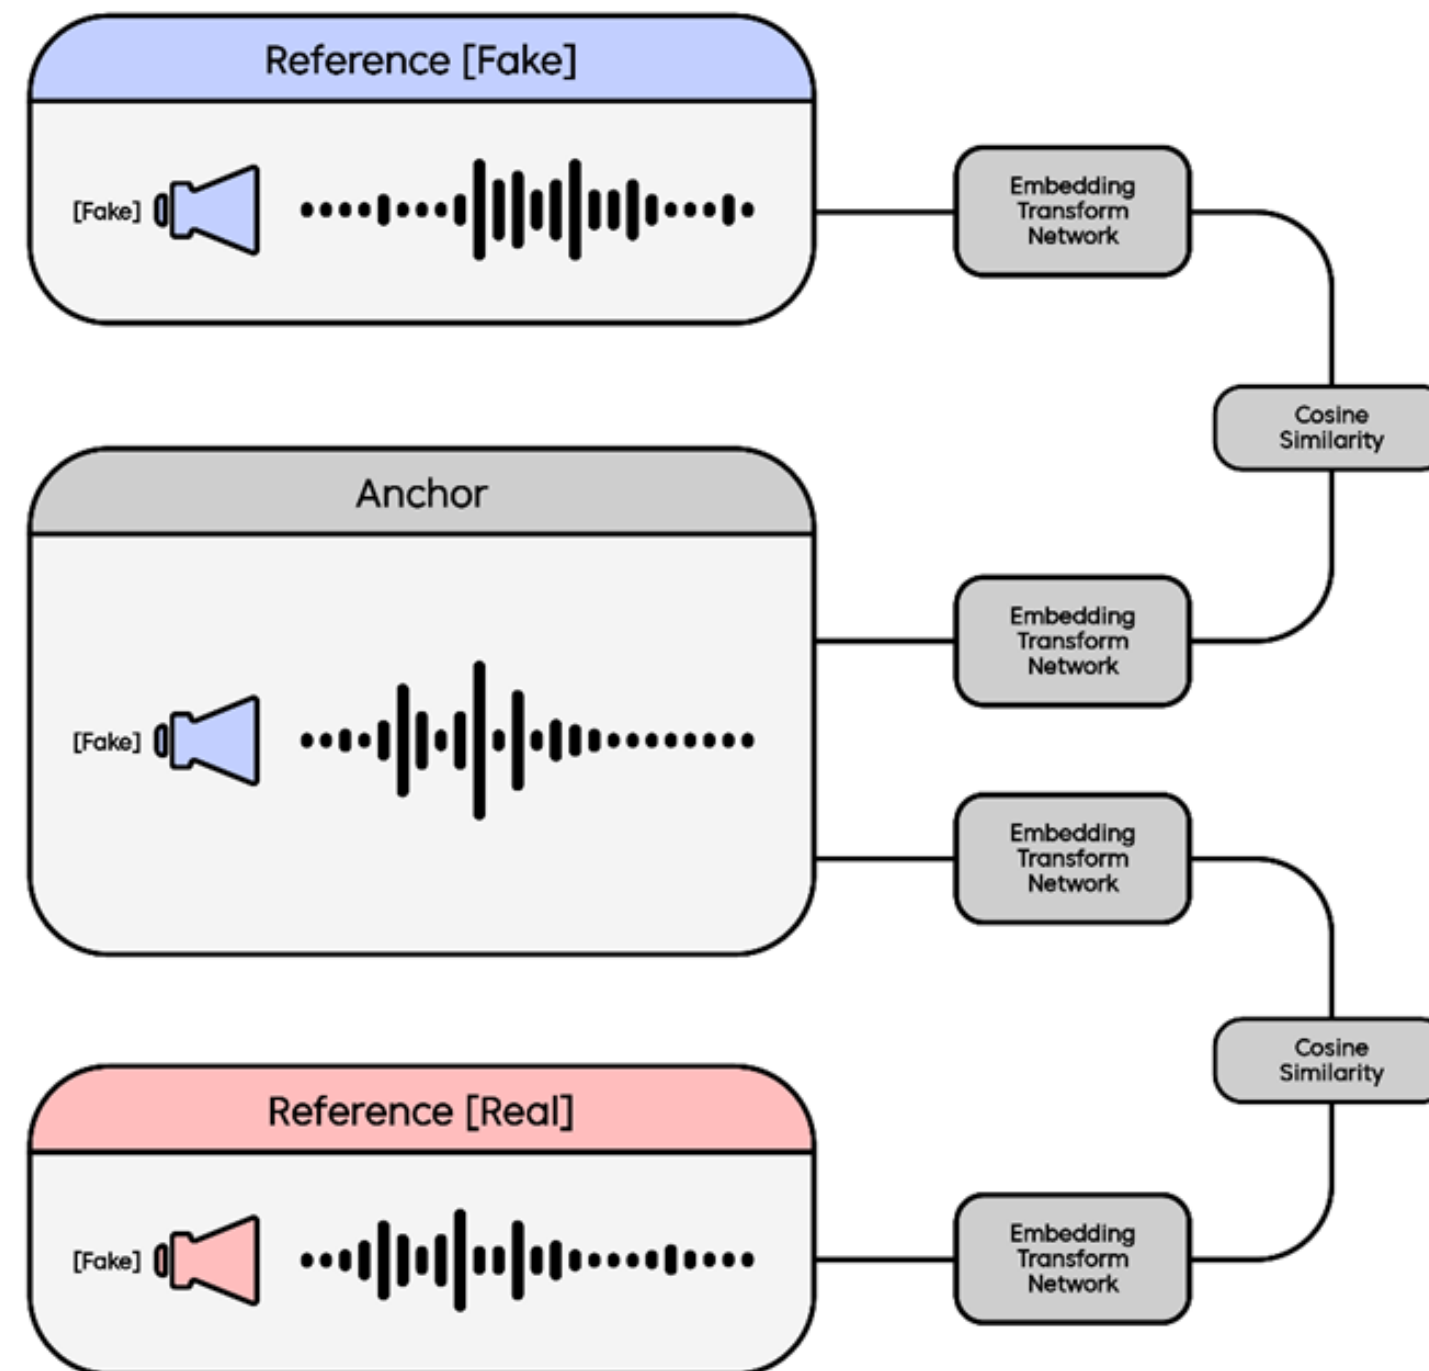 Reference [Fake]
[Fake]
Embedding
Transform
Network
Cosine
Similarity
Anchor
[Fake]
Embedding
Transform
Network
Embedding
Transform
Network
Cosine
Similarity
Reference [Real]
[Fake]
Embedding
Transform
Network